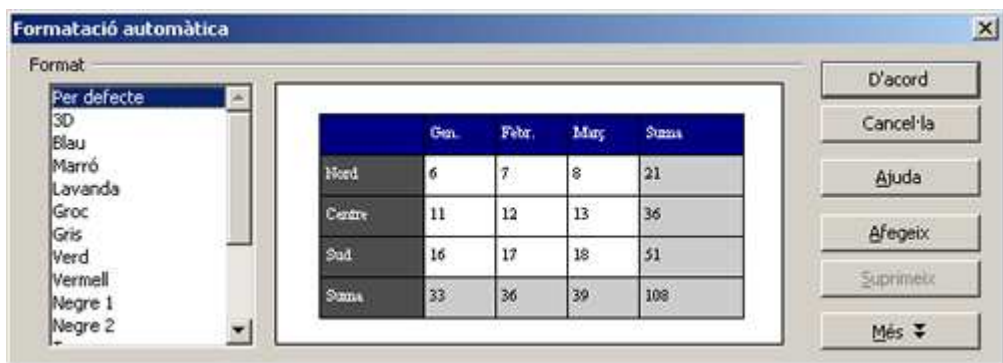 Formatació automàtica
Format
Per defecte
3D
Blau
Marró
Lavanda
Groc
Gris
Verd
Vermell
Negre 1
Negre 2
Gen. Febr. Març Suma
Nord 6 7 8 21
Centre 11 12 13 36
Sud 16 17 18 51
Suma 33 36 39 108
D'acord
Cancel·la
Ajuda
Afegeix
Suprimeix
Més